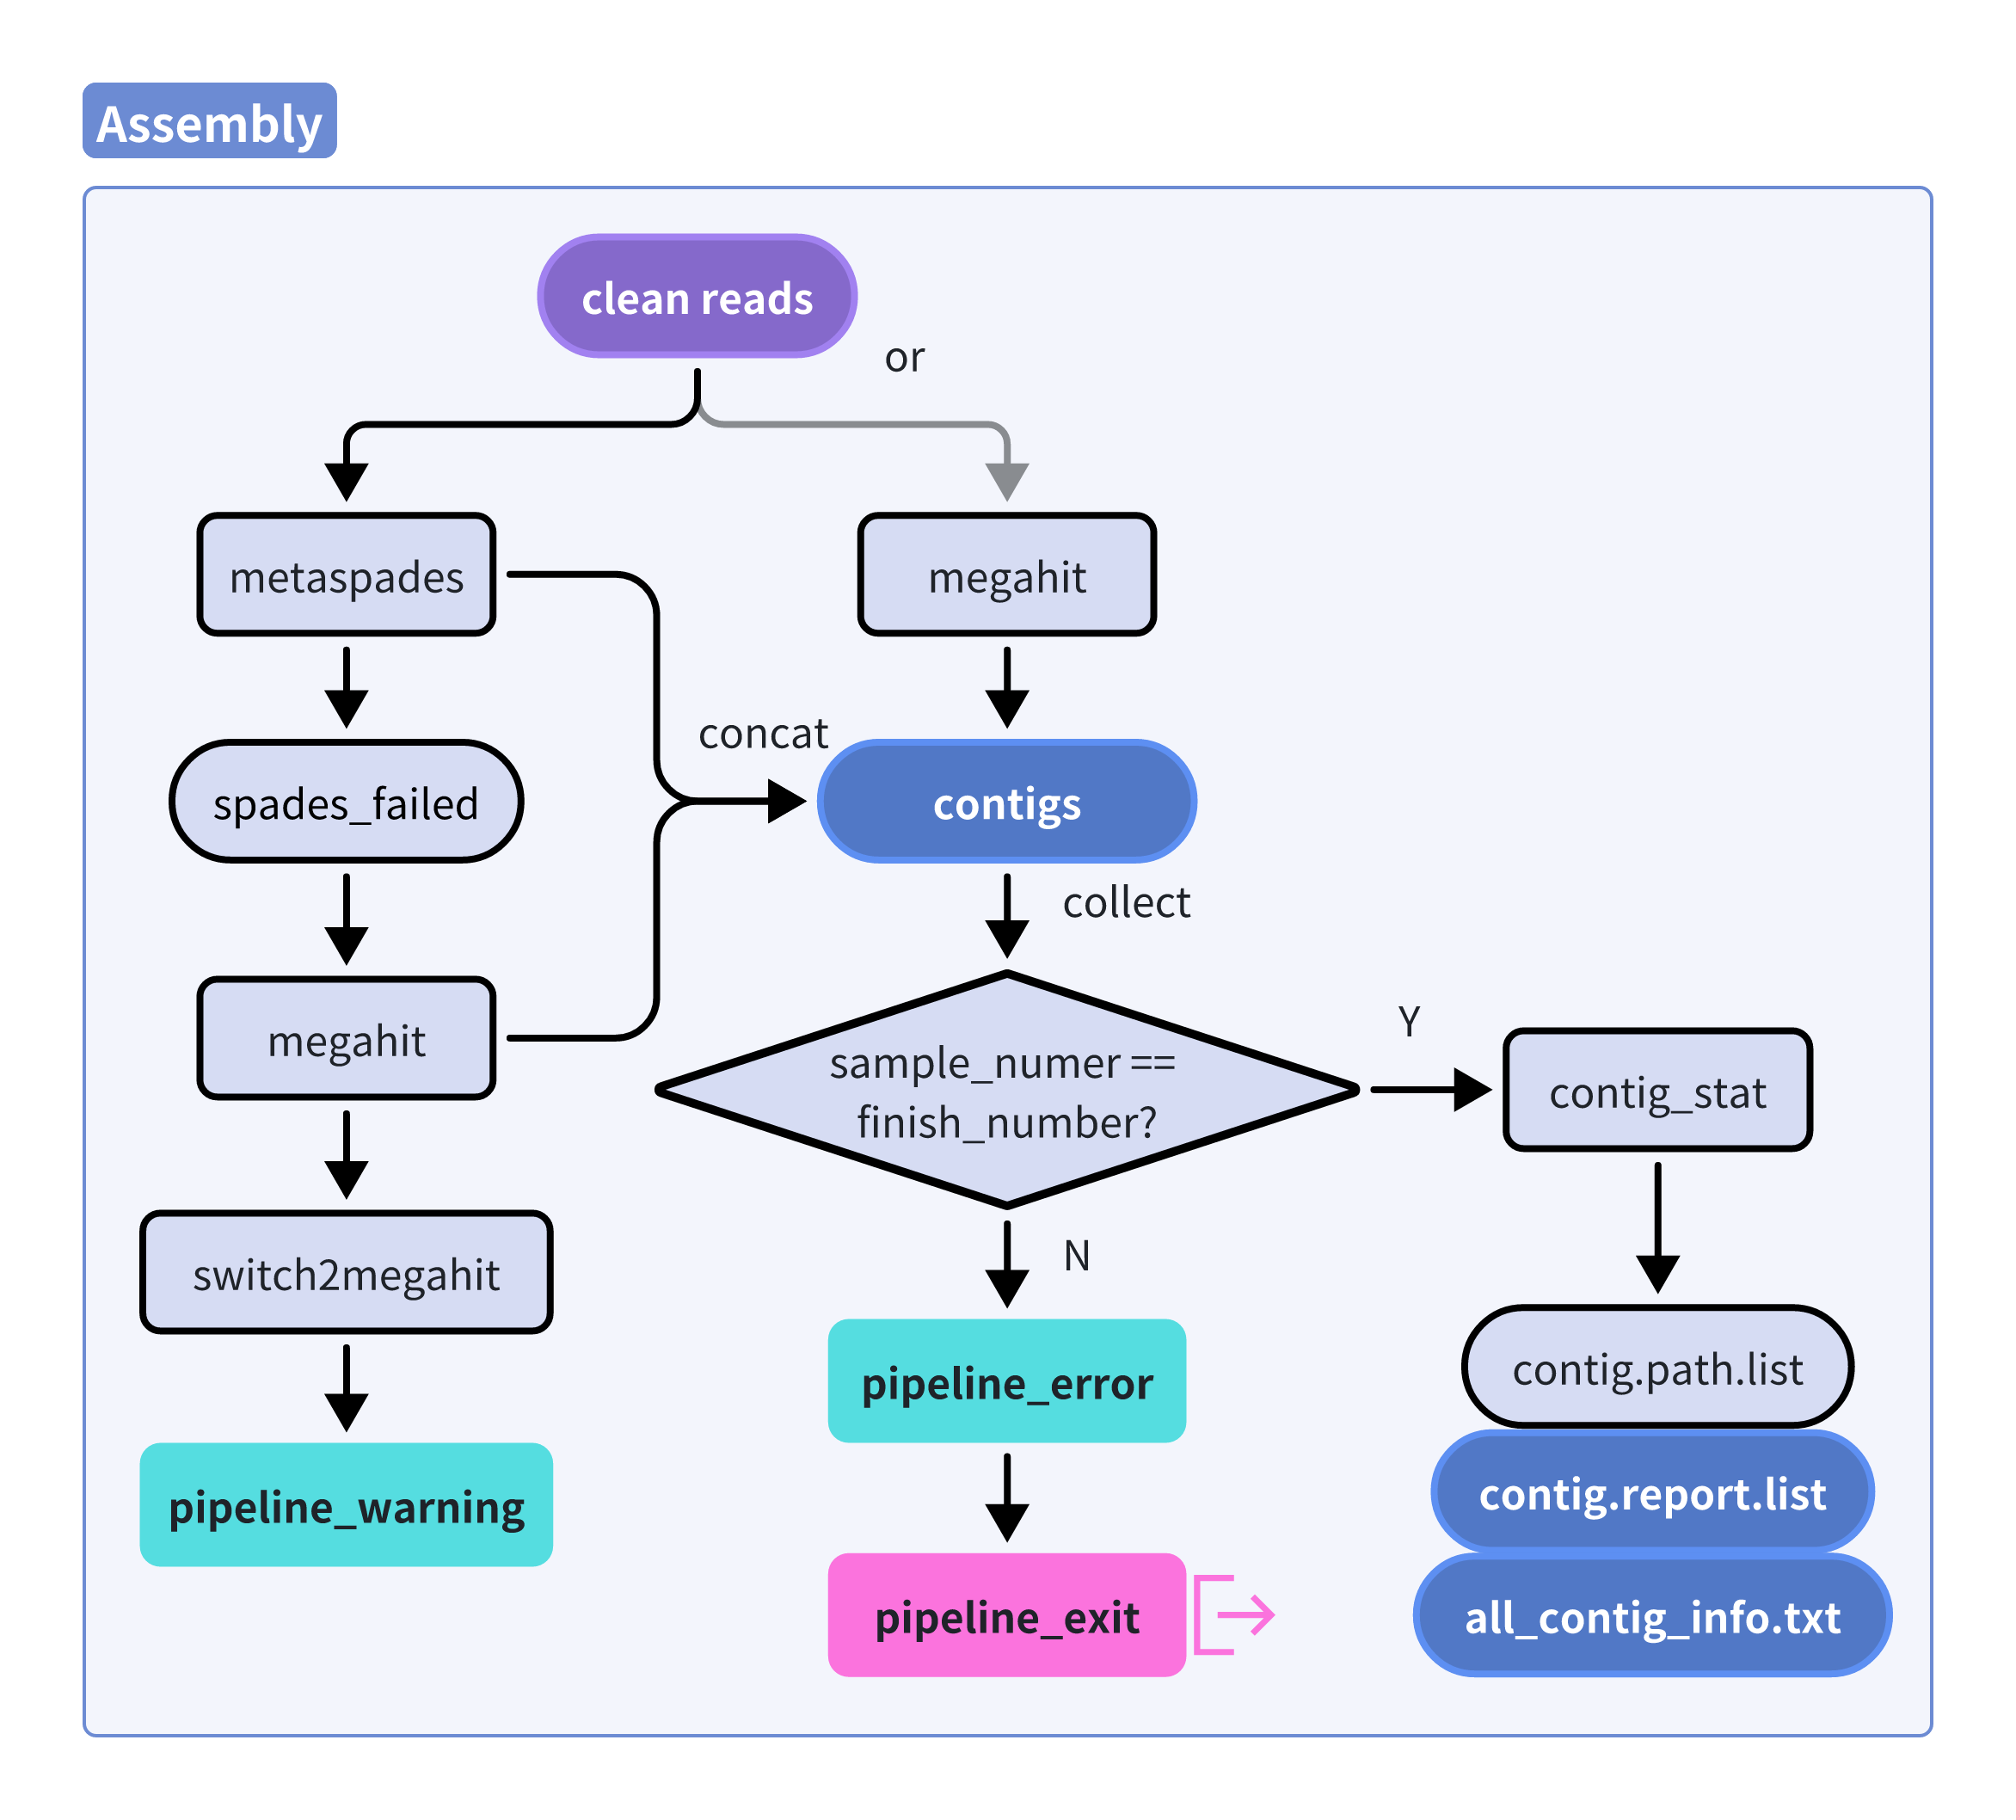 Assembly
clean reads
or
metaspades
megahit
concat
spades_failed
contigs
collect
megahit
sample_numer ==
finish_number?
Y
contig_stat
switch2megahit
N
pipeline_error
contig.path.list
pipeline_warning
contig.report.list
pipeline_exit
all_contig_info.txt